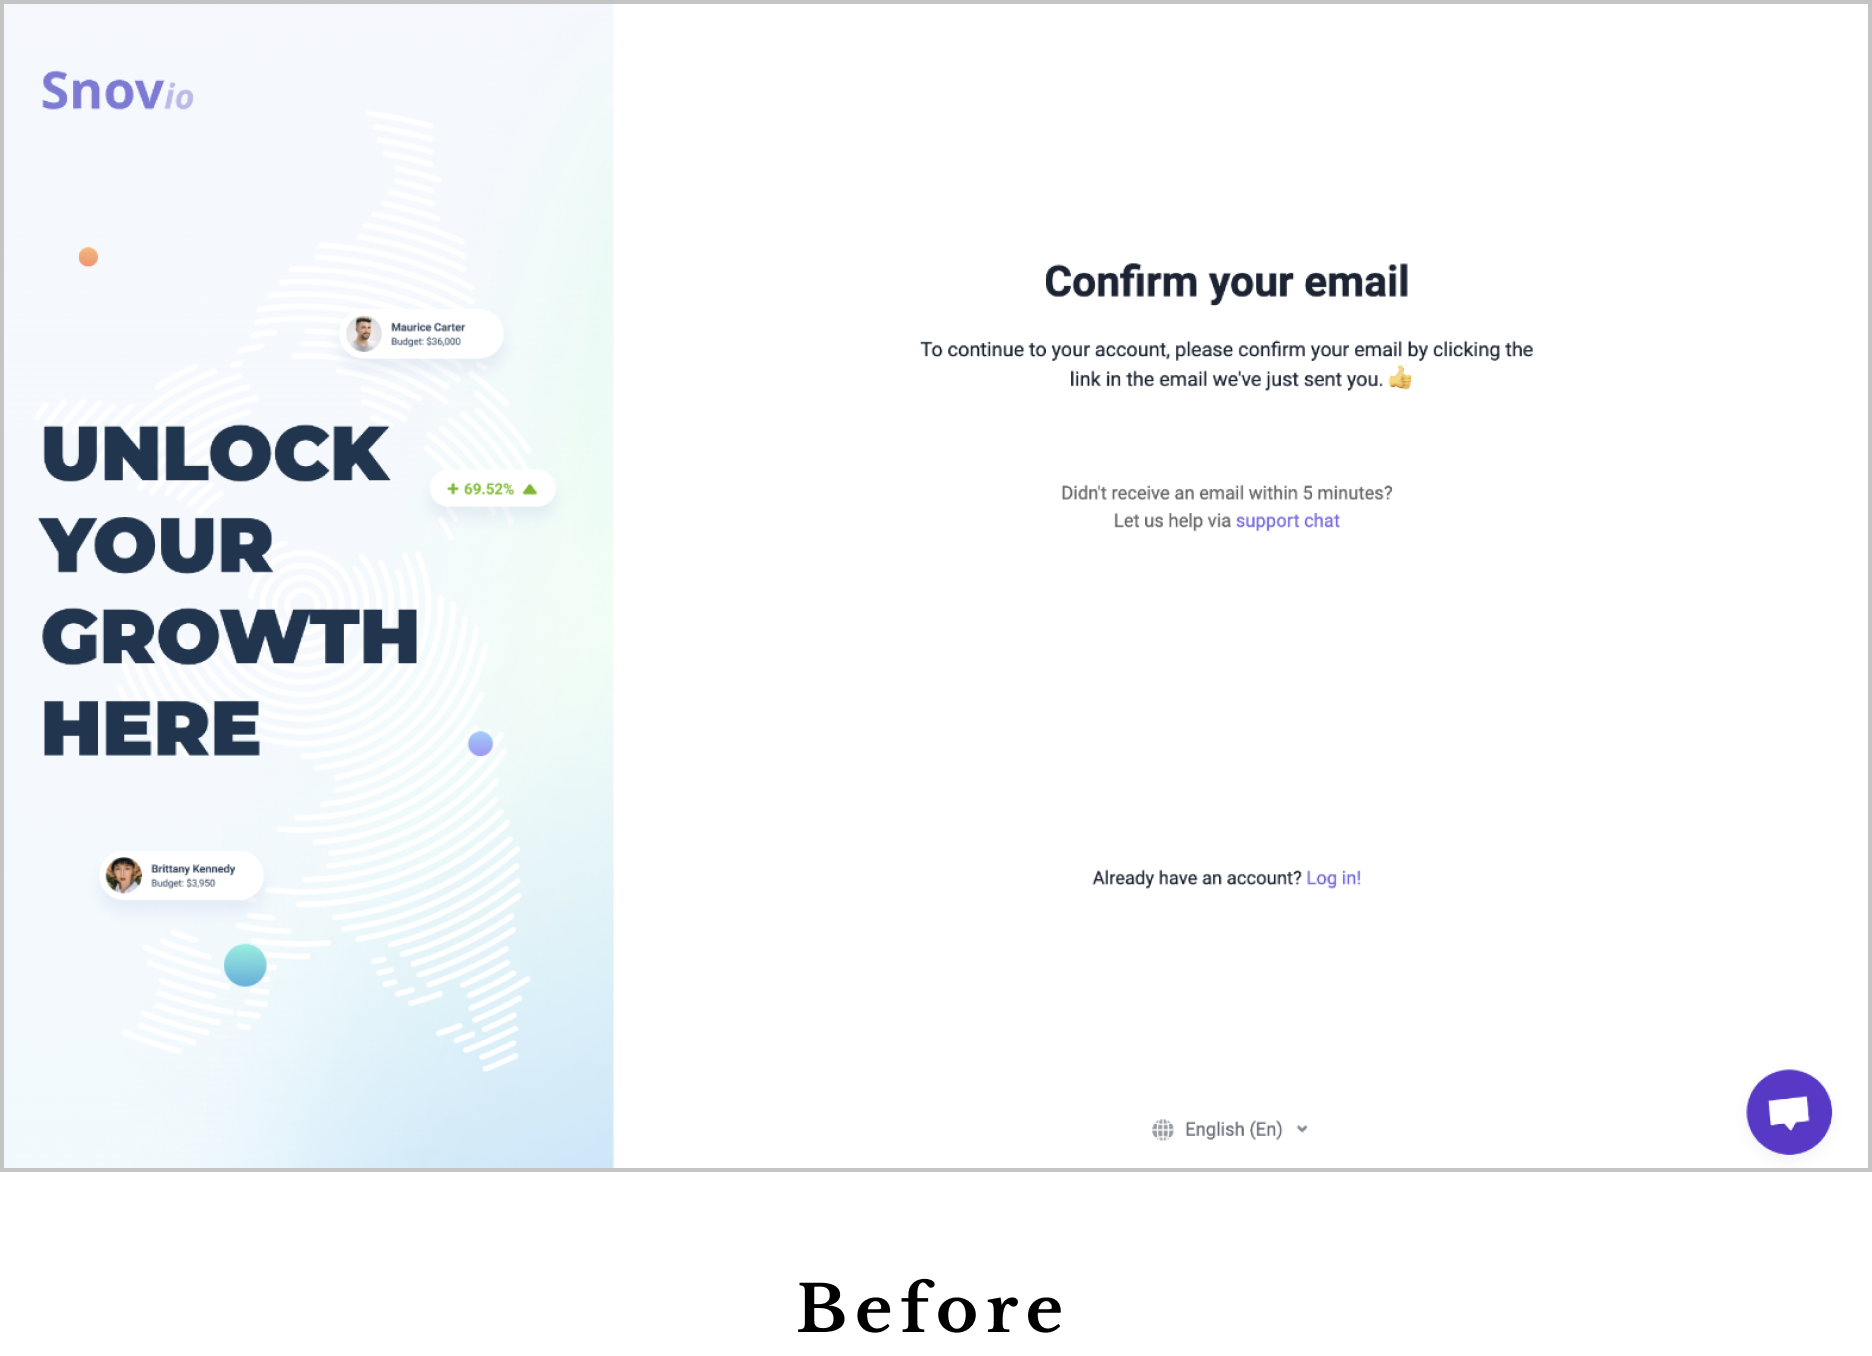 Snovio
Maurice Carter
Budget: $36,000
UNLOCK
+ 69.52%
YOUR
GROWTH
HERE
Brittany Kennedy
Budget: $3,950
Confirm your email
To continue to your account, please confirm your email by clicking the
link in the email we've just sent you. 👍
Didn't receive an email within 5 minutes?
Let us help via support chat
Already have an account? Log in!
English (En)
Before